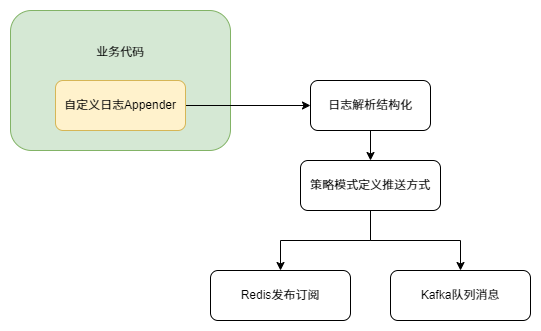 业务代码
自定义日志Appender
日志解析结构化
策略模式定义推送方式
Redis发布订阅
Kafka队列消息